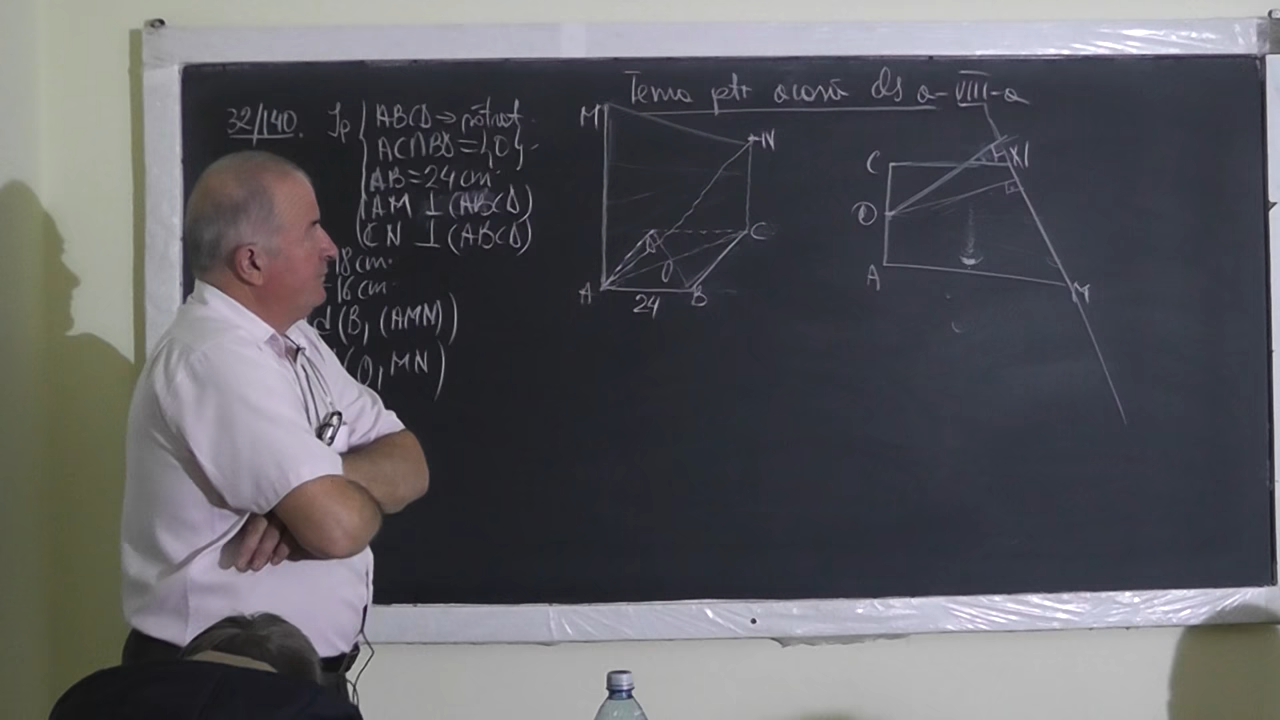 Tema ptr acasă cls a-VIII-a
32/140. Ip { ABCD → pătrat.
AC∩BD={O}.
AB=24 cm.
AM ⊥ (ABCD)
CN ⊥ (ABCD)
18 cm.
16 cm.
d(B, (AMN))
(O, MN)
M
N
D
C
O
A
B
24
C
N
O
A
M